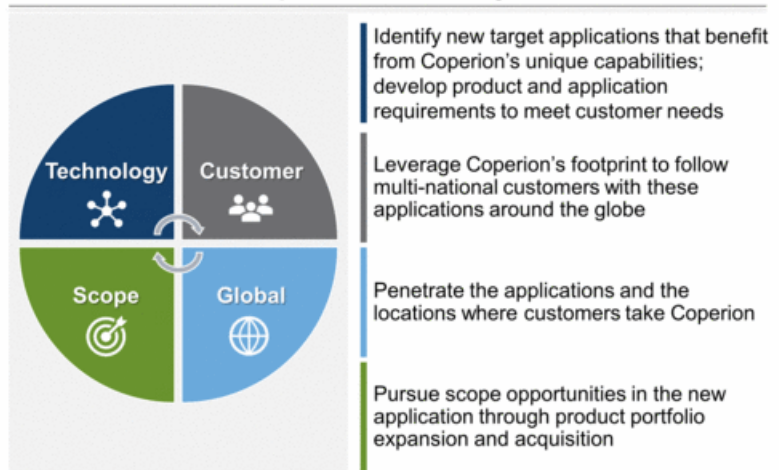 Technology
Customer
Scope
Global
Identify new target applications that benefit
from Coperion's unique capabilities;
develop product and application
requirements to meet customer needs
Leverage Coperion's footprint to follow
multi-national customers with these
applications around the globe
Penetrate the applications and the
locations where customers take Coperion
Pursue scope opportunities in the new
application through product portfolio
expansion and acquisition